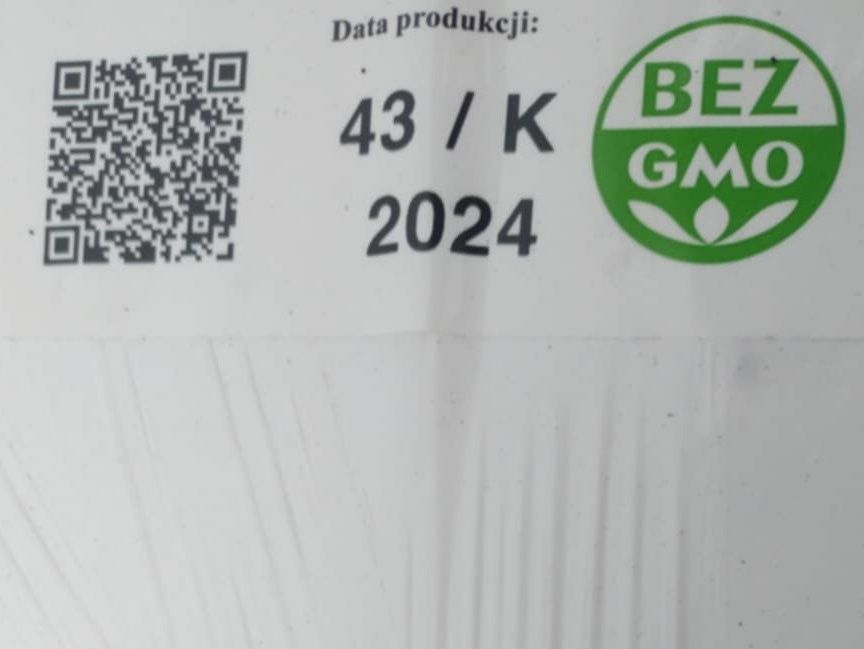 Data produkcji:
43 / K
2024
BEZ
GMO